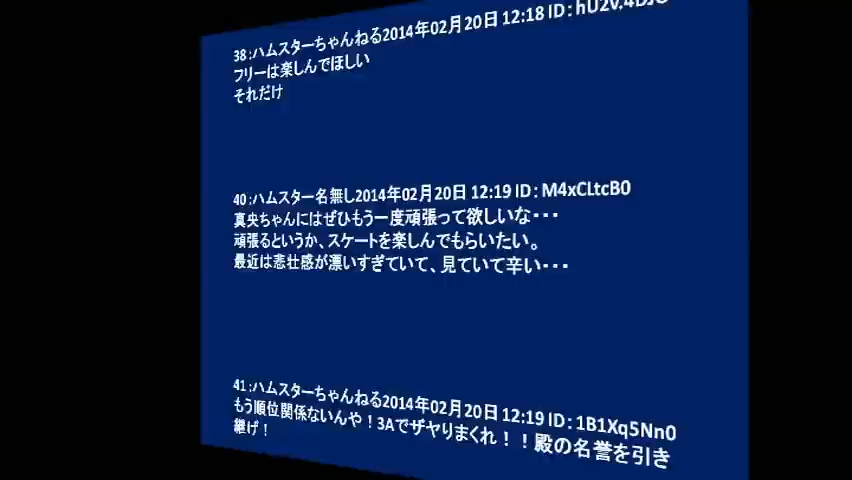 38:ハムスターちゃんねる2014年02月20日 12:18 ID:
フリーは楽しんでほしい
それだけ
40:ハムスター名無し2014年02月20日 12:19 ID:M4xCLtcB0
真央ちゃんにはぜひもう一度頑張って欲しいな・・・
頑張るというか、スケートを楽しんでもらいたい。
最近は悲壮感が漂いすぎていて、見ていて辛い・・・
41:ハムスターちゃんねる2014年02月20日 12:19 ID:1B1Xq5Nn0
もう順位関係ないんや！3Aでザヤりまくれ！！殿の名誉を引き
継げ！